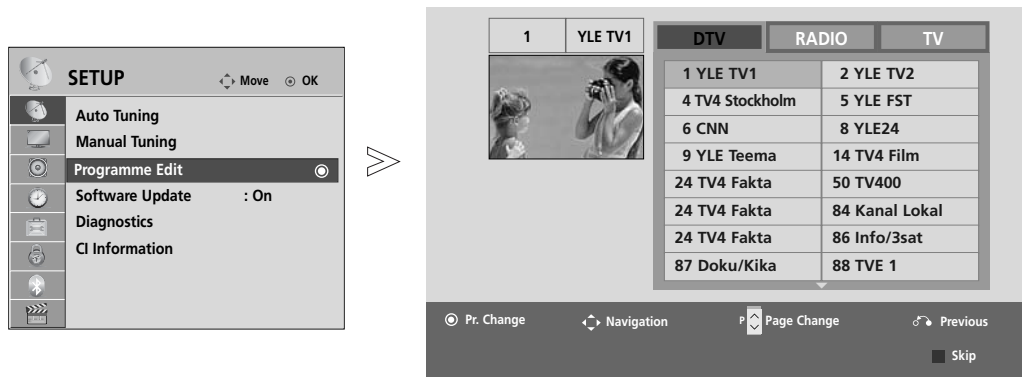 SETUP Move OK
Auto Tuning
Manual Tuning
Programme Edit
Software Update : On
Diagnostics
CI Information
1 YLE TV1
DTV RADIO TV
1 YLE TV1 2 YLE TV2
4 TV4 Stockholm 5 YLE FST
6 CNN 8 YLE24
9 YLE Teema 14 TV4 Film
24 TV4 Fakta 50 TV400
24 TV4 Fakta 84 Kanal Lokal
24 TV4 Fakta 86 Info/3sat
87 Doku/Kika 88 TVE 1
Pr. Change Navigation P Page Change Previous
Skip